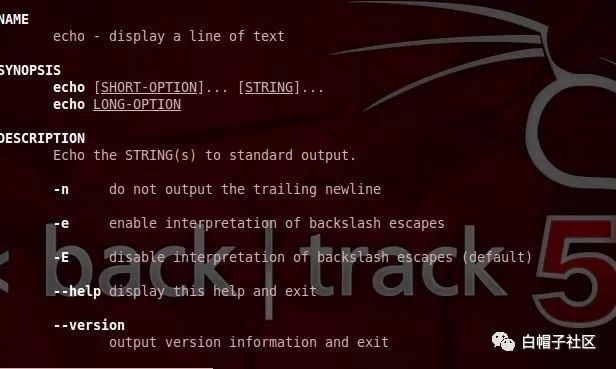 NAME
echo - display a line of text
SYNOPSIS
echo [SHORT-OPTION]... [STRING]...
echo LONG-OPTION
DESCRIPTION
Echo the STRING(s) to standard output.
-n do not output the trailing newline
-e enable interpretation of backslash escapes
-E disable interpretation of backslash escapes (default)
--help display this help and exit
--version
output version information and exit
<< back | track 5
白帽子社区